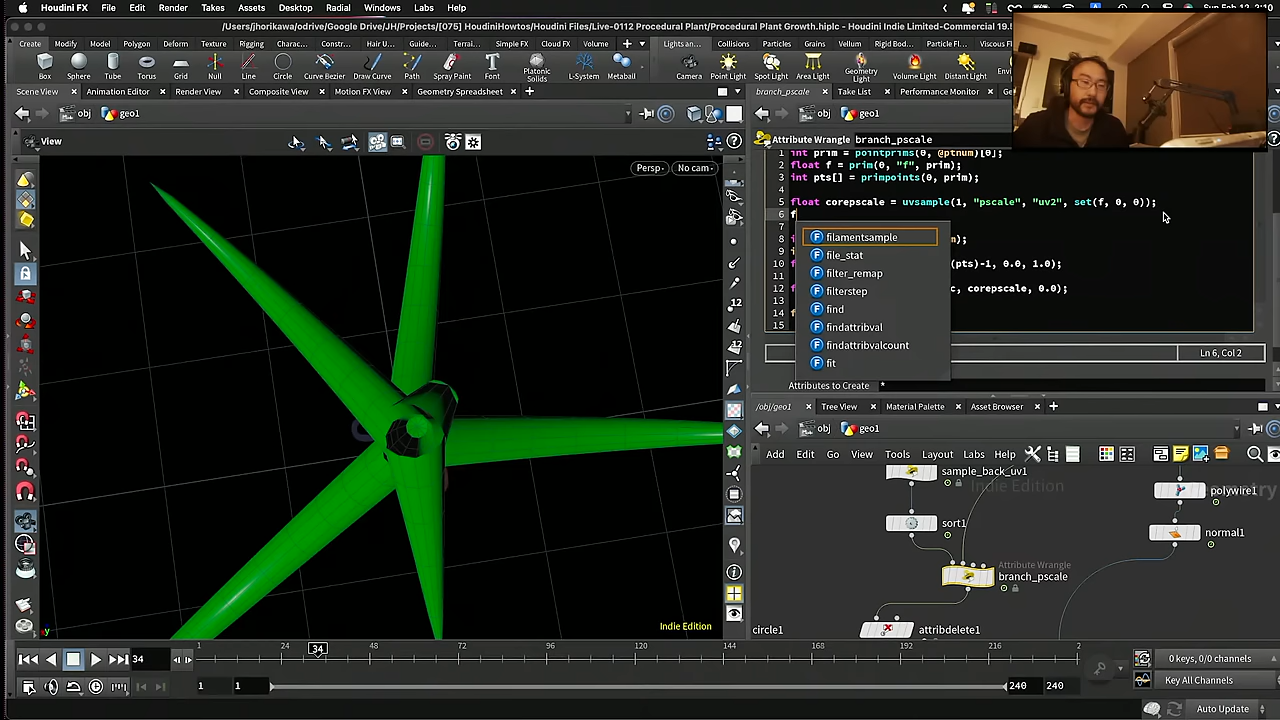 Houdini FX File Edit Render Takes Assets Desktop Radial Windows Labs Help
/Users/jhorikawa/odrive/Google Drive/JH/Projects/[075] HoudiniHowtos/Houdini Files/Live-0112 Procedural Plant/Procedural Plant Growth.hiplc - Houdini Indie Limited-Commercial 19.
Create Modify Model Polygon Deform Texture Rigging Charac... Constr... Hair U... Guide... Terrai... Simple FX Cloud FX Volume
Lights an... Collisions Particles Grains Vellum Rigid Bod... Particle Fl... Viscous
Box Sphere Tube Torus Grid Null Line Circle Curve Bezier Draw Curve Path Spray Paint Font Platonic Solids L-System Metaball
Camera Point Light Spot Light Area Light Geometry Light Volume Light Distant Light
Scene View Animation Editor Render View Composite View Motion FX View Geometry Spreadsheet
branch_pscale Take List Performance Monitor
obj geo1
obj geo1
View
Attribute Wrangle branch_pscale
Persp No cam
1 int prim = pointprims(0, @ptnum)[0];
2 float f = prim(0, "f", prim);
3 int pts[] = primpoints(0, prim);
4
5 float corepscale = uvsample(1, "pscale", "uv2", set(f, 0, 0));
6 f
7
8
9
10 (pts)-1, 0.0, 1.0);
11
12 c, corepscale, 0.0);
13
14
15
filamentsample
file_stat
filter_remap
filterstep
find
findattribval
findattribvalcount
fit
Ln 6, Col 2
Attributes to Create *
/obj/geo1 Tree View Material Palette Asset Browser
obj geo1
Add Edit Go View Tools Layout Labs Help
sample_back_uv1
Indie Edition
polywire1
sort1
normal1
Attribute Wrangle
branch_pscale
circle1
attribdelete1
Indie Edition
1 24 34 48 72 96 120 144
192 216 2
34
1 1
240 240
0 keys, 0/0 channels
Key All Channels
Auto Update